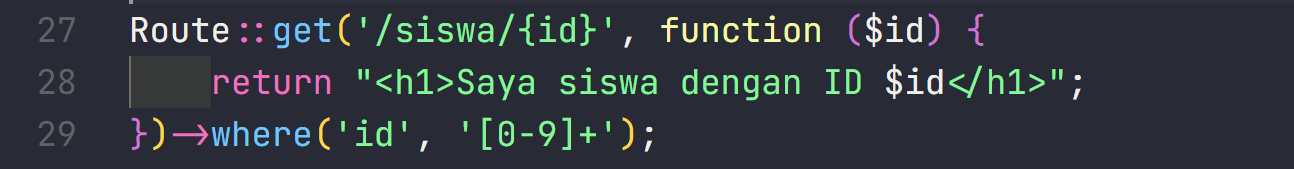 27 Route::get('/siswa/{id}', function ($id) {
28     return "<h1>Saya siswa dengan ID $id</h1>";
29 })->where('id', '[0-9]+');